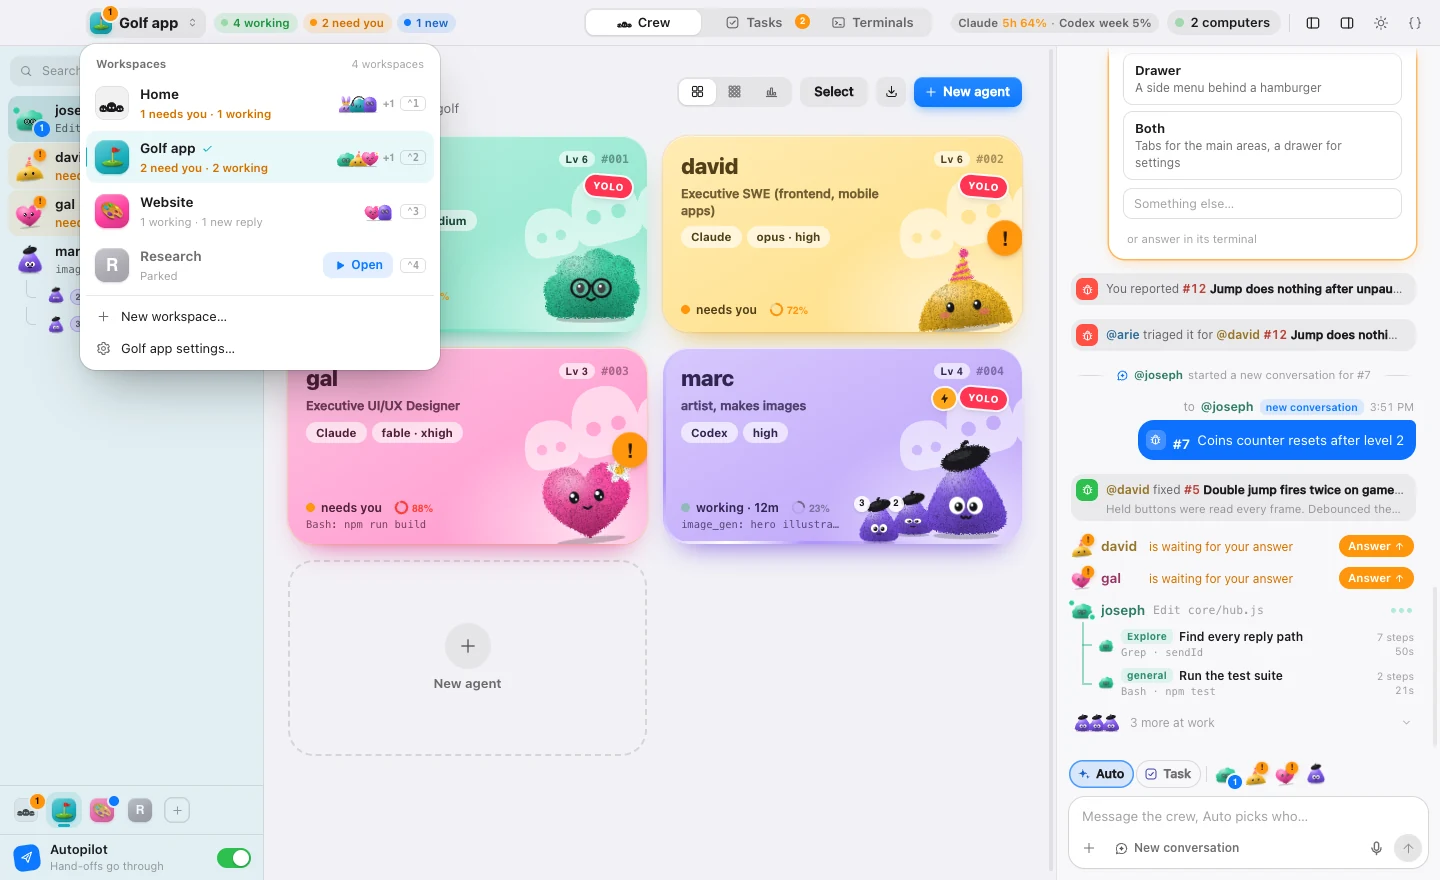 1
Golf app
4 working
2 need you
1 new
Crew
Tasks
2
Terminals
Claude 5h 64% · Codex week 5%
2 computers
{ }
Workspaces
4 workspaces
Home
1 needs you · 1 working
+1
^1
Golf app
2 need you · 2 working
+1
^2
Website
1 working · 1 new reply
^3
R
Research
Parked
Open
^4
New workspace...
Golf app settings...
Search
jose
Edit
1
davi
need
!
gal
need
!
mar
imag
2
3
golf
Select
New agent
Lv 6 #001
YOLO
dium
%
david
Lv 6 #002
YOLO
Executive SWE (frontend, mobile
apps)
Claude
opus · high
!
needs you
72%
gal
Lv 3 #003
YOLO
Executive UI/UX Designer
Claude
fable · xhigh
!
needs you
88%
Bash: npm run build
marc
Lv 4 #004
YOLO
artist, makes images
Codex
high
working · 12m
23%
image_gen: hero illustra…
3
2
New agent
1
R
Autopilot
Hand-offs go through
Drawer
A side menu behind a hamburger
Both
Tabs for the main areas, a drawer for
settings
Something else…
or answer in its terminal
You reported #12 Jump does nothing after unpau…
@arie triaged it for @david #12 Jump does nothi…
@joseph started a new conversation for #7
to @joseph new conversation 3:51 PM
#7 Coins counter resets after level 2
@david fixed #5 Double jump fires twice on game…
Held buttons were read every frame. Debounced the…
!
david is waiting for your answer
Answer ↑
!
gal is waiting for your answer
Answer ↑
joseph Edit core/hub.js
Explore Find every reply path
7 steps
Grep · sendId
50s
general Run the test suite
2 steps
Bash · npm test
21s
3 more at work
Auto
Task
1
!
!
Message the crew, Auto picks who…
New conversation